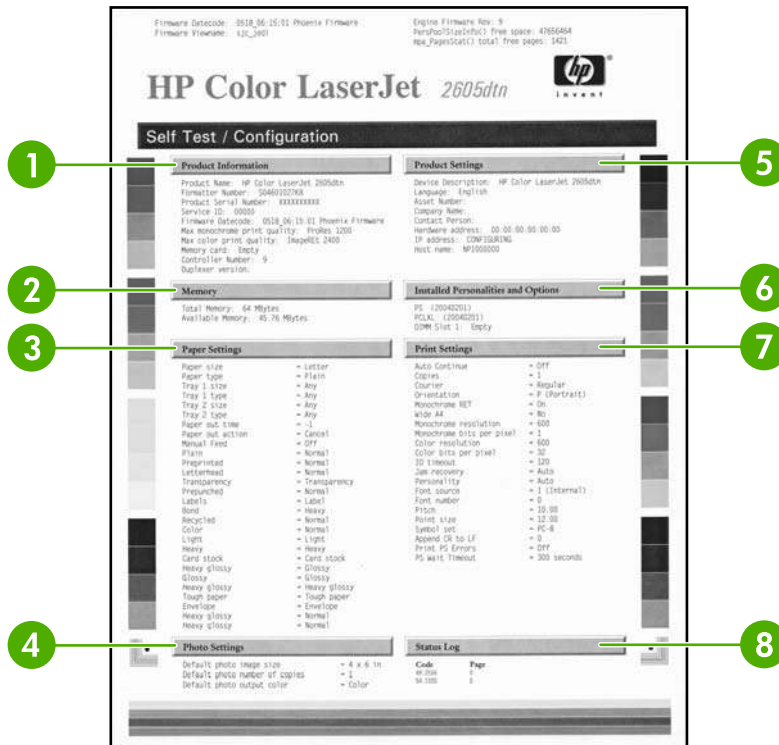 Firmware Datecode: 0518_06:15:01 Phoenix Firmware
Firmware Viewname: sjc_bool
Engine Firmware Rev: 9
PersPoolSizeInfo() free space: 47656464
mpa_PagesStat() total free pages: 1421
HP Color LaserJet 2605dtn
hp
®
invent
Self Test / Configuration
1
Product Information
Product Name: HP Color LaserJet 2605dtn
Formatter Number:
Product Serial Number: XXXXXXXXXX
Service ID: 00000
Firmware Datecode: 0518_06:15:01 Phoenix Firmware
Max monochrome print quality: ProRes 1200
Max color print quality: ImageREt 2400
Memory card: Empty
Controller Number: 9
Duplexer version:
5
Product Settings
Device Description: HP Color LaserJet 2605dtn
Language: English
Asset Number:
Company Name:
Contact Person:
Hardware address: 00:00:00:00:00:00
IP address: CONFIGURING
Host name:
2
Memory
Total Memory: 64 MBytes
Available Memory: 45.76 MBytes
6
Installed Personalities and Options
PS (20040201)
PCLXL (20040201)
DIMM Slot 1: Empty
3
Paper Settings
Paper size = Letter
Paper type = Plain
Tray 1 size = Any
Tray 1 type = Any
Tray 2 size = Any
Tray 2 type = Any
Paper out time = -1
Paper out action = Cancel
Manual Feed = Off
Plain = Normal
Preprinted = Normal
Letterhead = Normal
Transparency = Transparency
Prepunched = Normal
Labels = Label
Bond = Heavy
Recycled = Normal
Color = Normal
Light = Light
Heavy = Heavy
Card stock = Card stock
Heavy glossy = Glossy
Glossy = Glossy
Heavy glossy = Heavy glossy
Tough paper = Tough paper
Envelope = Envelope
Heavy glossy = Normal
Heavy glossy = Normal
7
Print Settings
Auto Continue = Off
Copies = 1
Courier = Regular
Orientation = P (Portrait)
Monochrome RET = On
Wide A4 = No
Monochrome resolution = 600
Monochrome bits per pixel = 1
Color resolution = 600
Color bits per pixel = 32
IO timeout = 120
Jam recovery = Auto
Personality = Auto
Font source = I (Internal)
Font number = 0
Pitch = 10.00
Point size = 12.00
Symbol set = PC-8
Append CR to LF = 0
Print PS Errors = Off
PS Wait Timeout = 300 seconds
4
Photo Settings
Default photo image size = 4 x 6 in
Default photo number of copies = 1
Default photo output color = Color
8
Status Log
Code Page